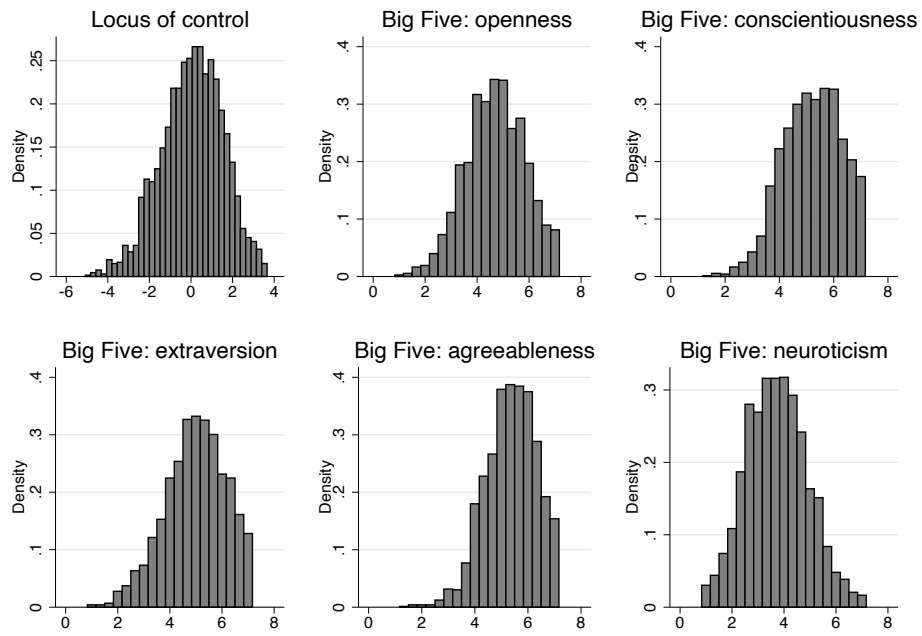 Locus of control
Density
0 .05 .1 .15 .2 .25
-6 -4 -2 0 2 4
Big Five: openness
Density
0 .1 .2 .3 .4
0 2 4 6 8
Big Five: conscientiousness
Density
0 .1 .2 .3 .4
0 2 4 6 8
Big Five: extraversion
Density
0 .1 .2 .3 .4
0 2 4 6 8
Big Five: agreeableness
Density
0 .1 .2 .3 .4
0 2 4 6 8
Big Five: neuroticism
Density
0 .1 .2 .3
0 2 4 6 8